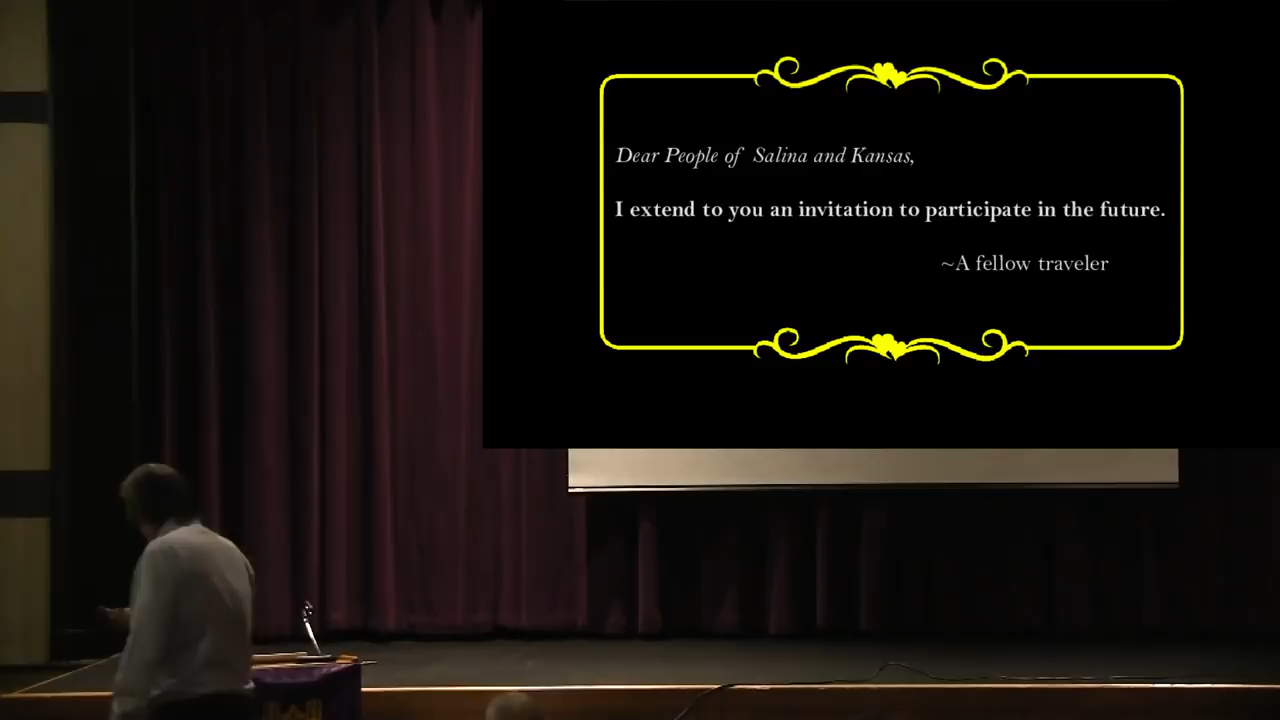 Dear People of Salina and Kansas,
I extend to you an invitation to participate in the future.
~A fellow traveler